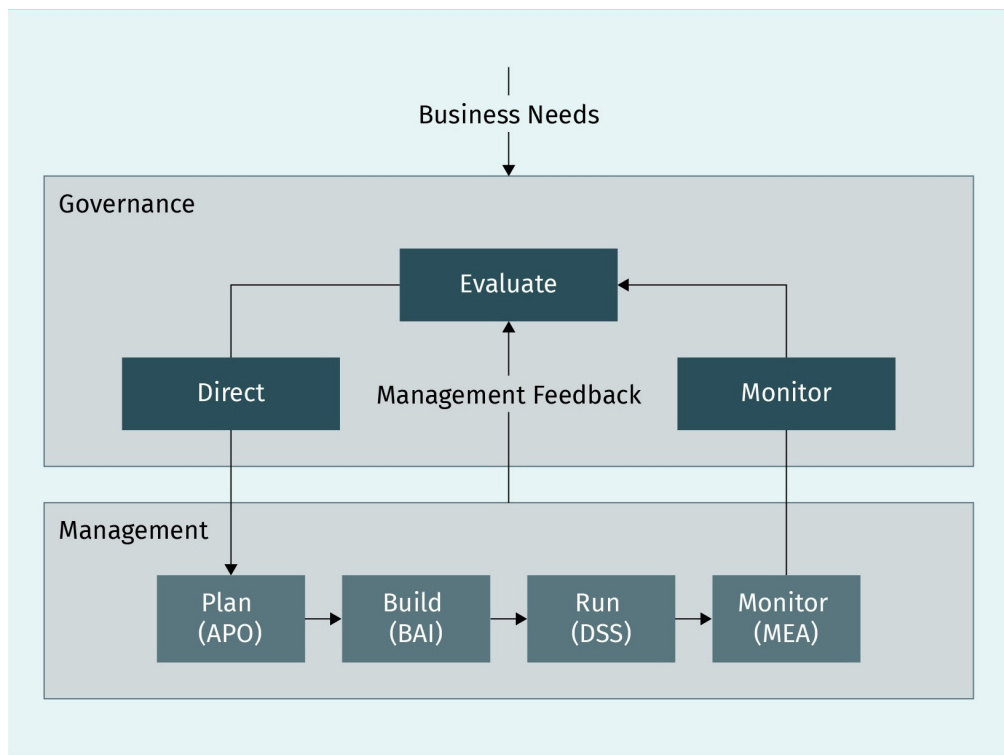 Business Needs
Governance
Evaluate
Direct
Management Feedback
Monitor
Management
Plan
(APO)
Build
(BAI)
Run
(DSS)
Monitor
(MEA)